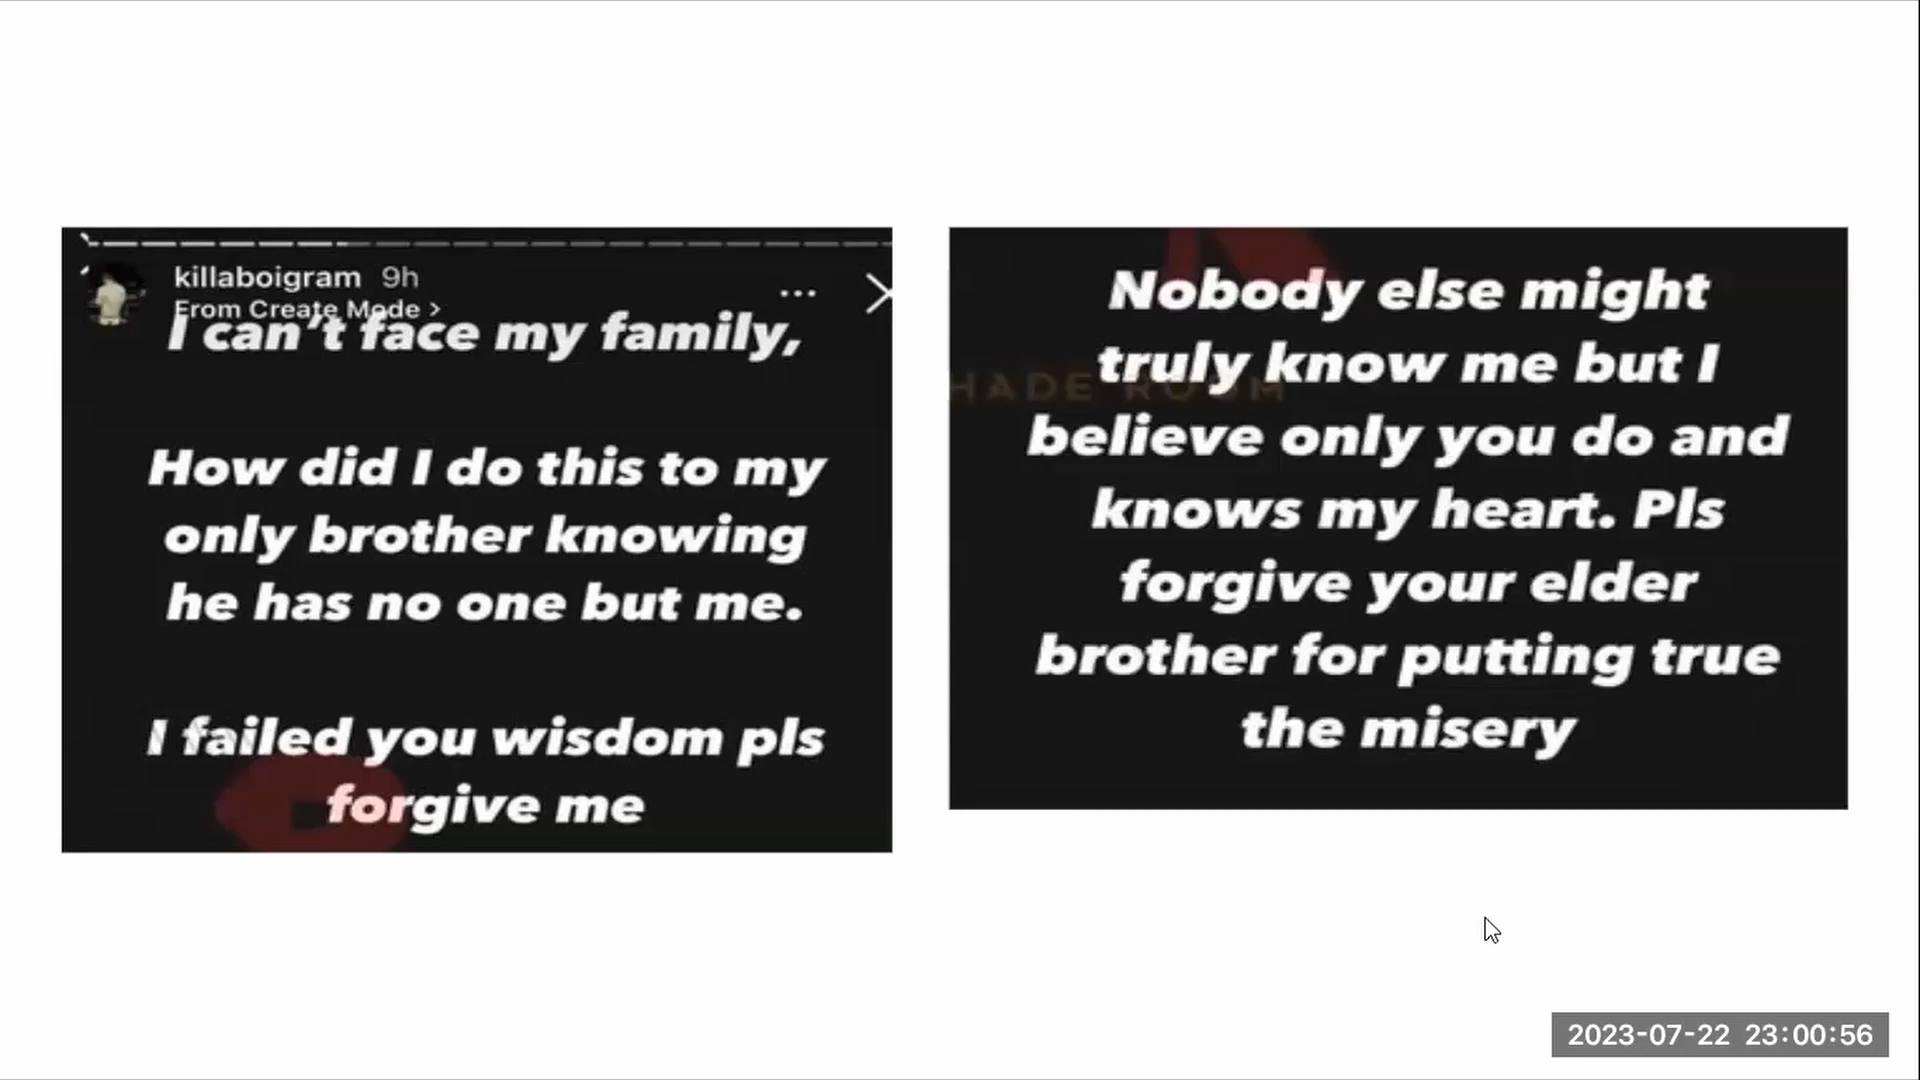 killaboigram 9h
From Create Mode >
I can't face my family,
How did I do this to my
only brother knowing
he has no one but me.
I failed you wisdom pls
forgive me
Nobody else might
truly know me but I
HADE ROOM
believe only you do and
knows my heart. Pls
forgive your elder
brother for putting true
the misery
2023-07-22 23:00:56